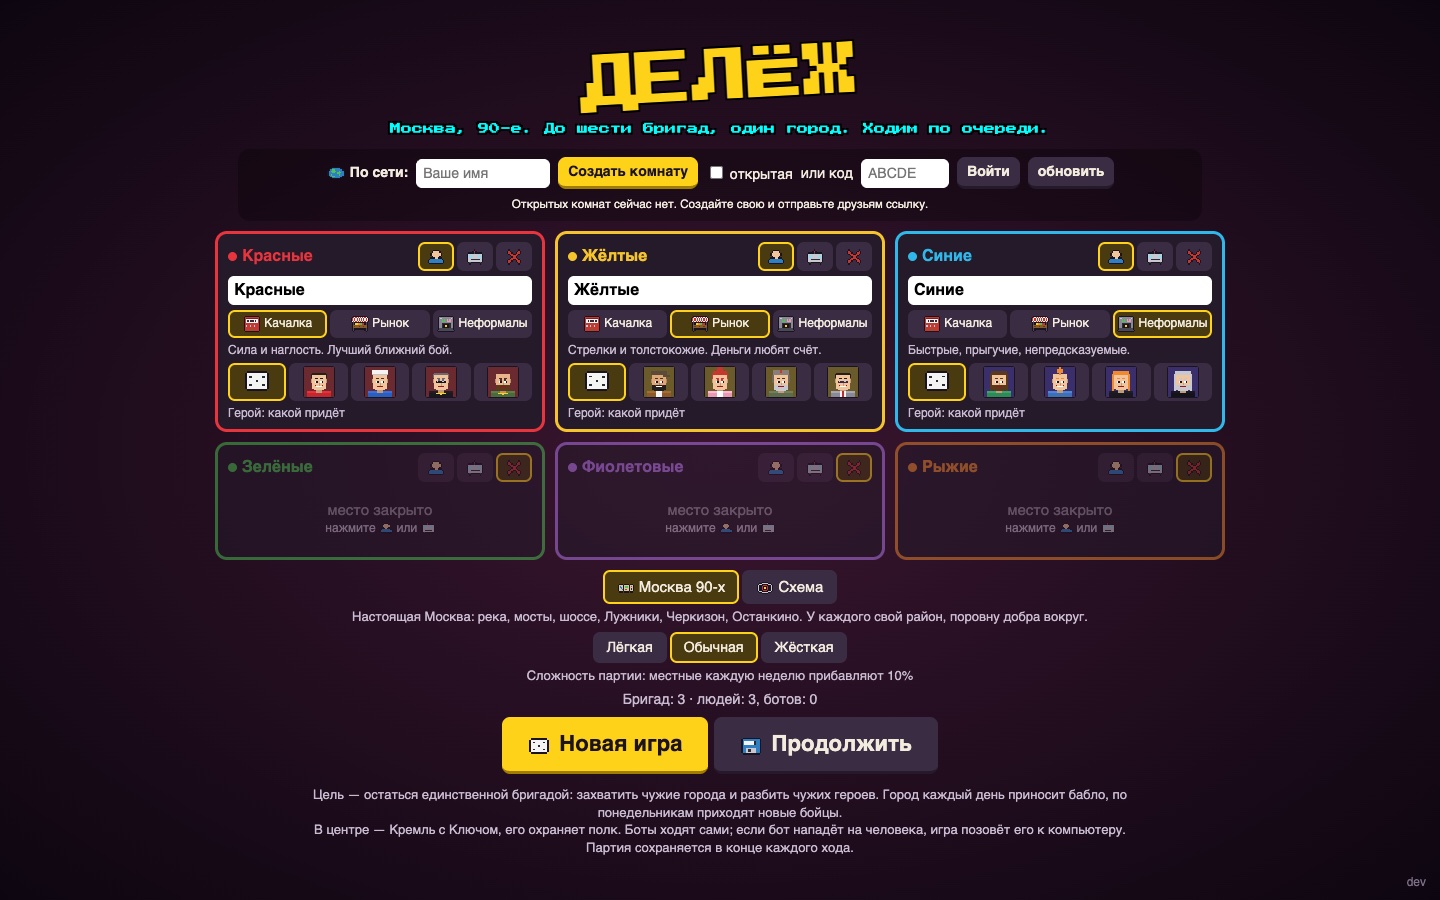 ДЕЛЁЖ
Москва, 90-е. До шести бригад, один город. Ходим по очереди.
По сети: Ваше имя Создать комнату открытая или код ABCDE Войти обновить
Открытых комнат сейчас нет. Создайте свою и отправьте друзьям ссылку.
Красные
Красные
Качалка Рынок Неформалы
Сила и наглость. Лучший ближний бой.
Герой: какой придёт
Жёлтые
Жёлтые
Качалка Рынок Неформалы
Стрелки и толстокожие. Деньги любят счёт.
Герой: какой придёт
Синие
Синие
Качалка Рынок Неформалы
Быстрые, прыгучие, непредсказуемые.
Герой: какой придёт
Зелёные
место закрыто
нажмите или
Фиолетовые
место закрыто
нажмите или
Рыжие
место закрыто
нажмите или
Москва 90-х Схема
Настоящая Москва: река, мосты, шоссе, Лужники, Черкизон, Останкино. У каждого свой район, поровну добра вокруг.
Лёгкая Обычная Жёсткая
Сложность партии: местные каждую неделю прибавляют 10%
Бригад: 3 · людей: 3, ботов: 0
Новая игра Продолжить
Цель — остаться единственной бригадой: захватить чужие города и разбить чужих героев. Город каждый день приносит бабло, по
понедельникам приходят новые бойцы.
В центре — Кремль с Ключом, его охраняет полк. Боты ходят сами; если бот нападёт на человека, игра позовёт его к компьютеру.
Партия сохраняется в конце каждого хода.
dev